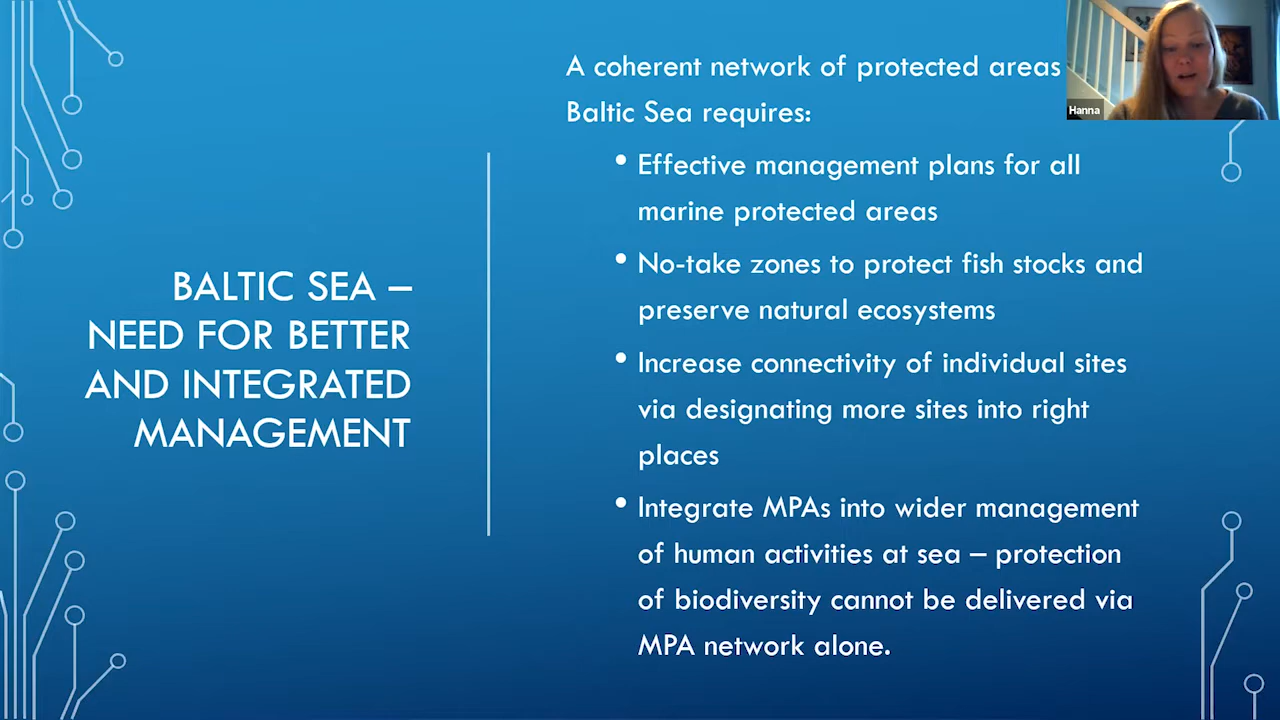 A coherent network of protected areas
Baltic Sea requires:
Hanna
• Effective management plans for all
marine protected areas
• No-take zones to protect fish stocks and
preserve natural ecosystems
• Increase connectivity of individual sites
via designating more sites into right
places
• Integrate MPAs into wider management
of human activities at sea – protection
of biodiversity cannot be delivered via
MPA network alone.
BALTIC SEA –
NEED FOR BETTER
AND INTEGRATED
MANAGEMENT